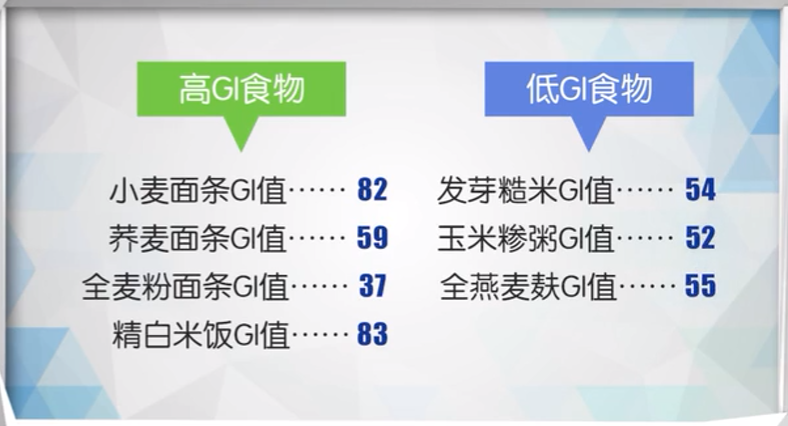 高GI食物
小麦面条GI值…… 82
荞麦面条GI值…… 59
全麦粉面条GI值…… 37
精白米饭GI值…… 83
低GI食物
发芽糙米GI值…… 54
玉米糁粥GI值…… 52
全燕麦麸GI值…… 55